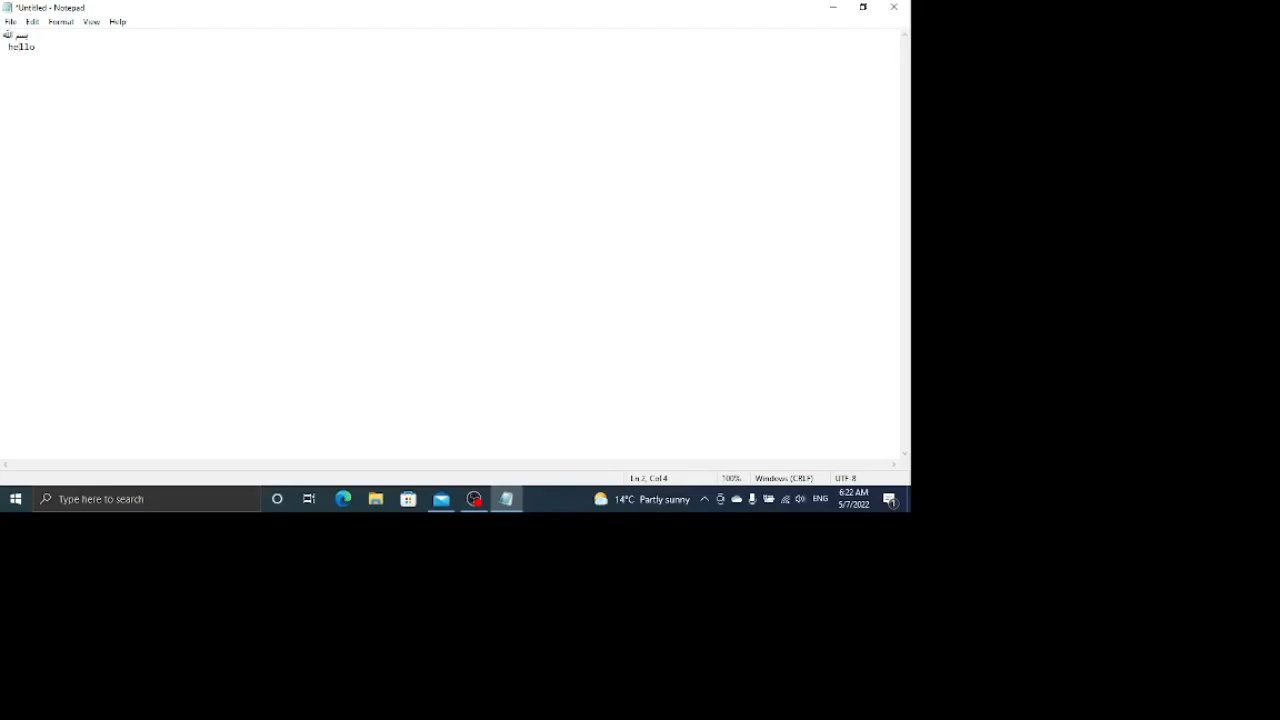 *Untitled - Notepad
File Edit Format View Help
بسم الله
hello
Ln 2, Col 4 100% Windows (CRLF) UTF-8
Type here to search
14°C Partly sunny
ENG
6:22 AM
5/7/2022
1